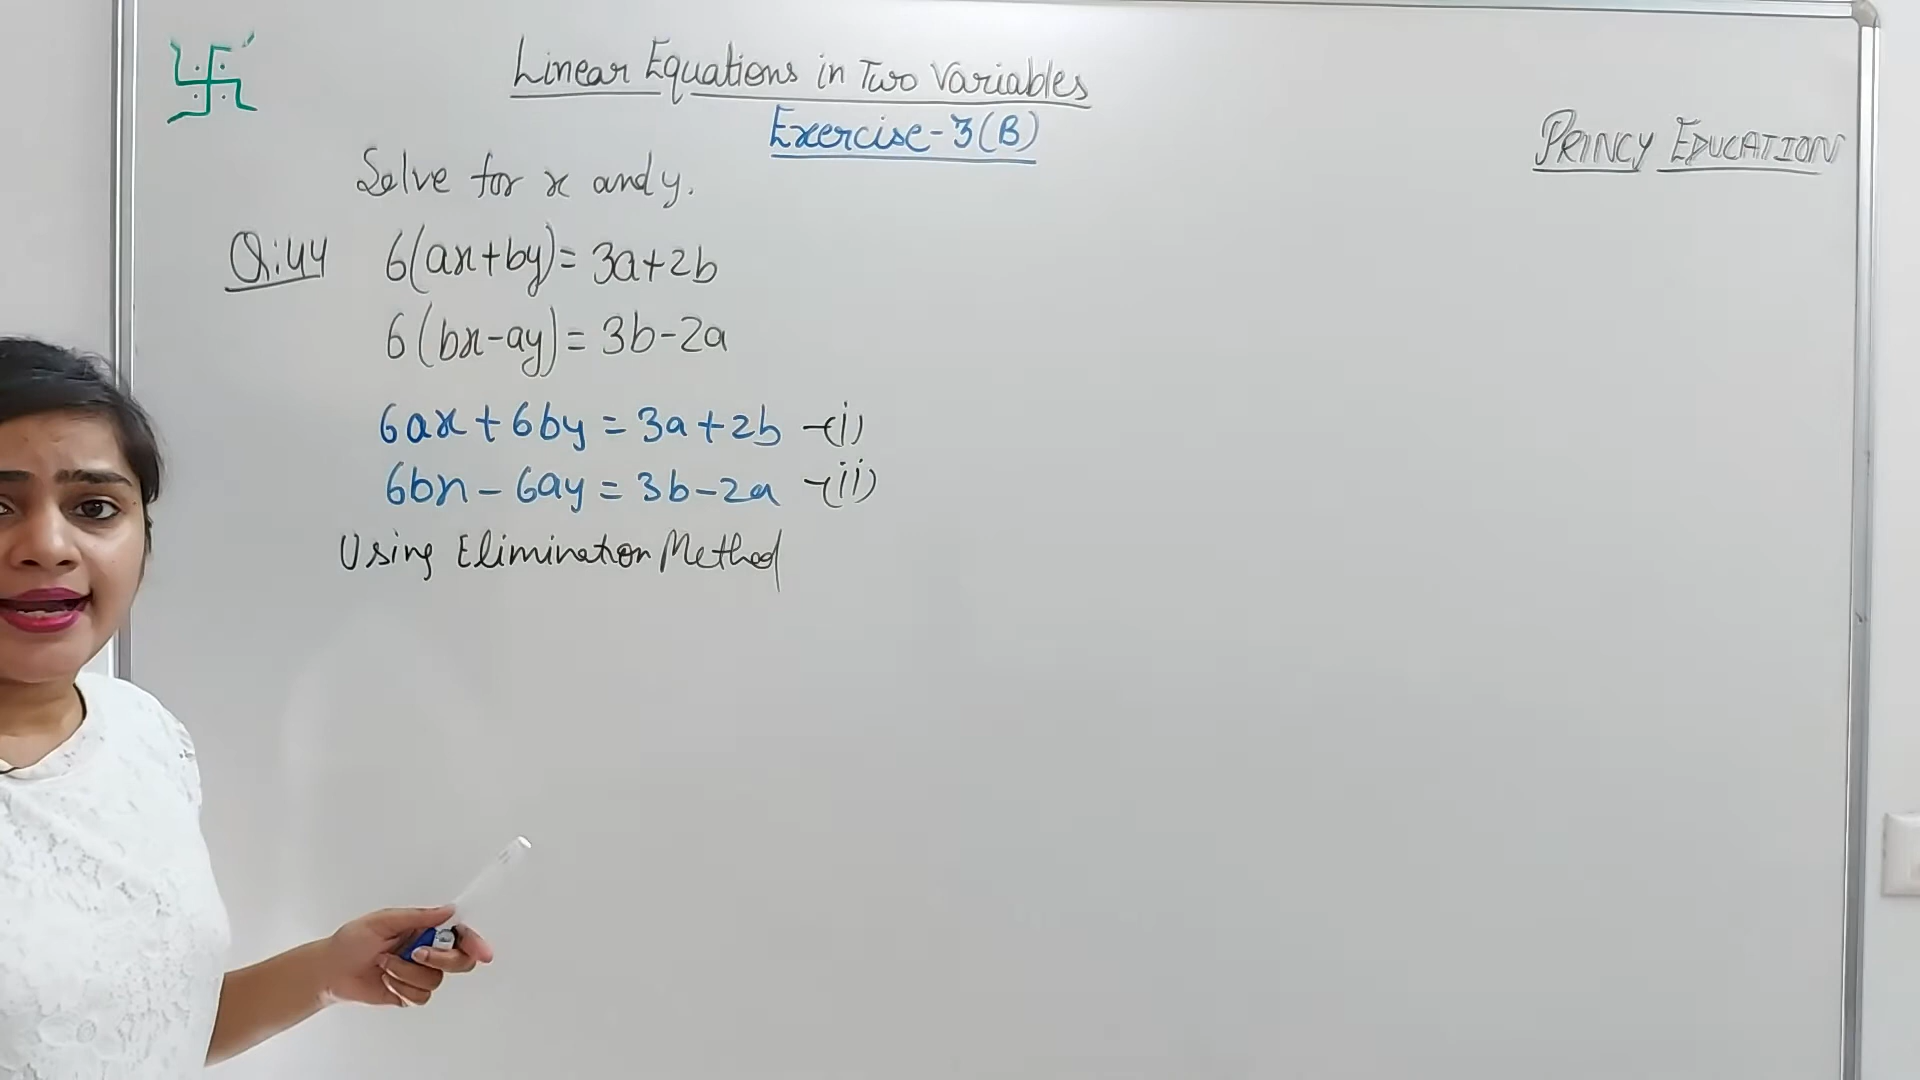 Linear Equations in Two Variables
Exercise-3(B)
PRINCY EDUCATION
Solve for x and y.
Q:44 6(ax+by)= 3a+2b
6(bx-ay)= 3b-2a
6ax + 6by = 3a+2b -(i)
6bx - 6ay = 3b-2a -(ii)
Using Elimination Method